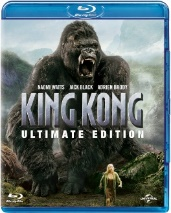 NAOMI WATTS JACK BLACK ADRIEN BRODY
KING KONG
ULTIMATE EDITION